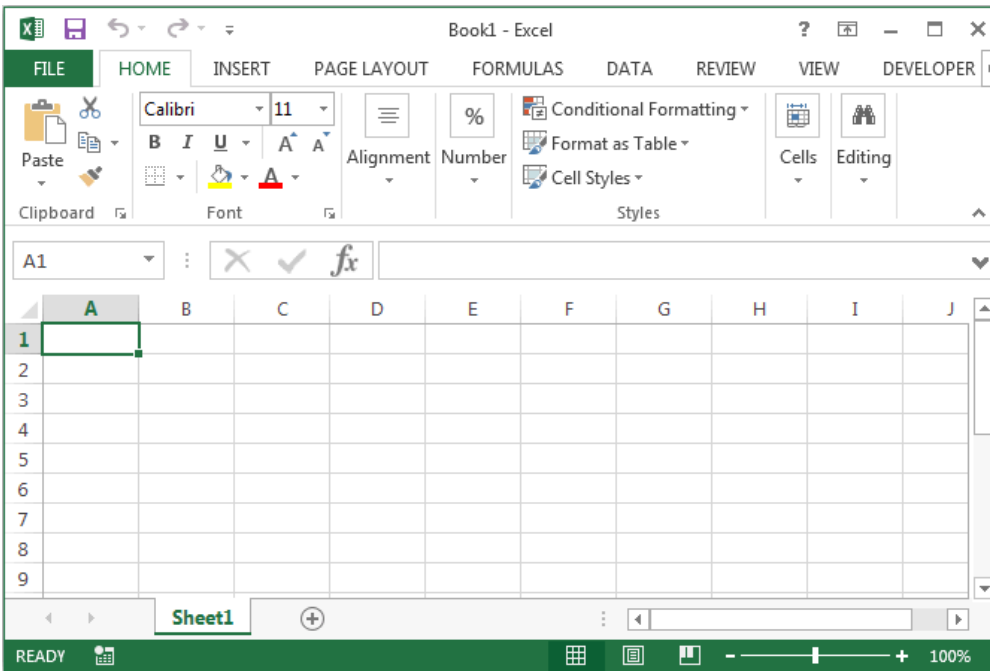 Book1 - Excel ?
FILE HOME INSERT PAGE LAYOUT FORMULAS DATA REVIEW VIEW DEVELOPER
Calibri 11 % Conditional Formatting
B I U A A Format as Table
Paste Alignment Number Cells Editing
A Cell Styles
Clipboard Font Styles
A1 fx
A B C D E F G H I J
1
2
3
4
5
6
7
8
9
Sheet1
READY 100%